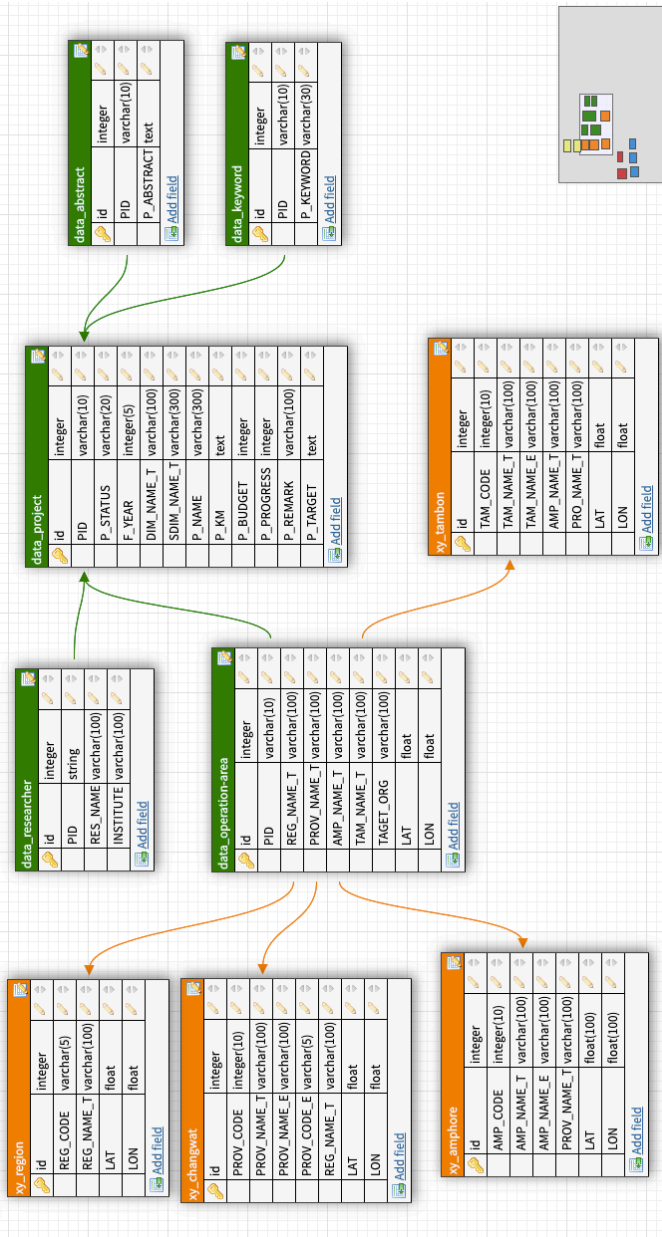 xy_region
id integer
REG_CODE varchar(5)
REG_NAME_T varchar(100)
LAT float
LON float
Add field
xy_changwat
id integer
PROV_CODE integer(10)
PROV_NAME_T varchar(100)
PROV_NAME_E varchar(100)
PROV_CODE_E varchar(5)
REG_NAME_T varchar(100)
LAT float
LON float
Add field
xy_amphore
id integer
AMP_CODE integer(10)
AMP_NAME_T varchar(100)
AMP_NAME_E varchar(100)
PROV_NAME_T varchar(100)
LAT float(100)
LON float(100)
Add field
data_researcher
id integer
PID string
RES_NAME varchar(100)
INSTITUTE varchar(100)
Add field
data_operation-area
id integer
PID varchar(10)
REG_NAME_T varchar(100)
PROV_NAME_T varchar(100)
AMP_NAME_T varchar(100)
TAM_NAME_T varchar(100)
TAGET_ORG varchar(100)
LAT float
LON float
Add field
data_project
id integer
PID varchar(10)
P_STATUS varchar(20)
F_YEAR integer(5)
DIM_NAME_T varchar(100)
SDIM_NAME_T varchar(300)
P_NAME varchar(300)
P_KM text
P_BUDGET integer
P_PROGRESS integer
P_REMARK varchar(100)
P_TARGET text
Add field
xy_tambon
id integer
TAM_CODE integer(10)
TAM_NAME_T varchar(100)
TAM_NAME_E varchar(100)
AMP_NAME_T varchar(100)
PRO_NAME_T varchar(100)
LAT float
LON float
Add field
data_abstract
id integer
PID varchar(10)
P_ABSTRACT text
Add field
data_keyword
id integer
PID varchar(10)
P_KEYWORD varchar(30)
Add field